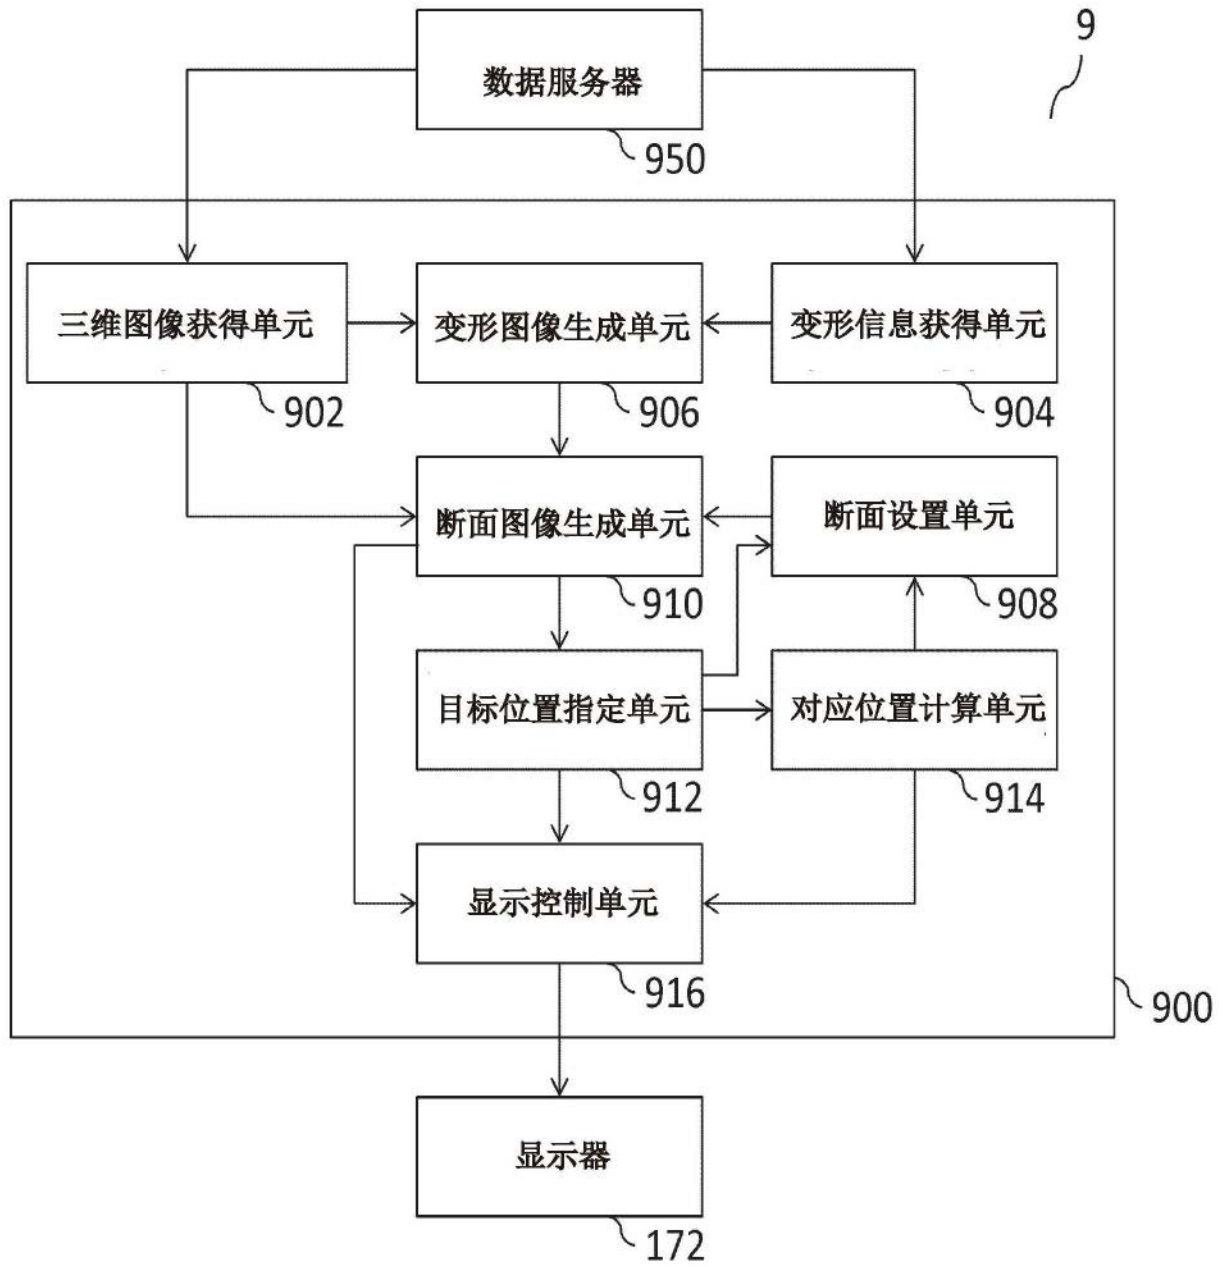 9
数据服务器
950
三维图像获得单元
变形图像生成单元
变形信息获得单元
902
906
904
断面图像生成单元
断面设置单元
910
908
目标位置指定单元
对应位置计算单元
912
914
显示控制单元
916
900
显示器
172